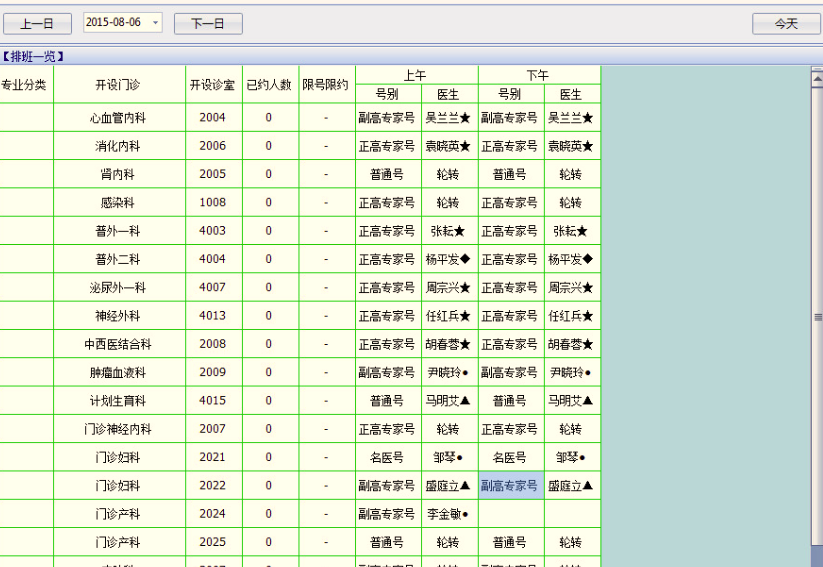 上一日 2015-08-06 下一日 今天
【排班一览】
专业分类 开设门诊 开设诊室 已约人数 限号限约 上午 下午
号别 医生 号别 医生
心血管内科 2004 0 - 副高专家号 吴兰兰★ 副高专家号 吴兰兰★
消化内科 2006 0 - 正高专家号 袁晓英★ 正高专家号 袁晓英★
肾内科 2005 0 - 普通号 轮转 普通号 轮转
感染科 1008 0 - 正高专家号 轮转 正高专家号 轮转
普外一科 4003 0 - 正高专家号 张耘★ 正高专家号 张耘★
普外二科 4004 0 - 正高专家号 杨平发◆ 正高专家号 杨平发◆
泌尿外一科 4007 0 - 正高专家号 周宗兴★ 正高专家号 周宗兴★
神经外科 4013 0 - 正高专家号 任红兵★ 正高专家号 任红兵★
中西医结合科 2008 0 - 正高专家号 胡春蓉★ 正高专家号 胡春蓉★
肿瘤血液科 2009 0 - 副高专家号 尹晓玲● 副高专家号 尹晓玲●
计划生育科 4015 0 - 普通号 马明艾▲ 普通号 马明艾▲
门诊神经内科 2007 0 - 正高专家号 轮转 正高专家号 轮转
门诊妇科 2021 0 - 名医号 邹琴● 名医号 邹琴●
门诊妇科 2022 0 - 副高专家号 盛庭立▲ 副高专家号 盛庭立▲
门诊产科 2024 0 - 副高专家号 李金敏●
门诊产科 2025 0 - 普通号 轮转 普通号 轮转